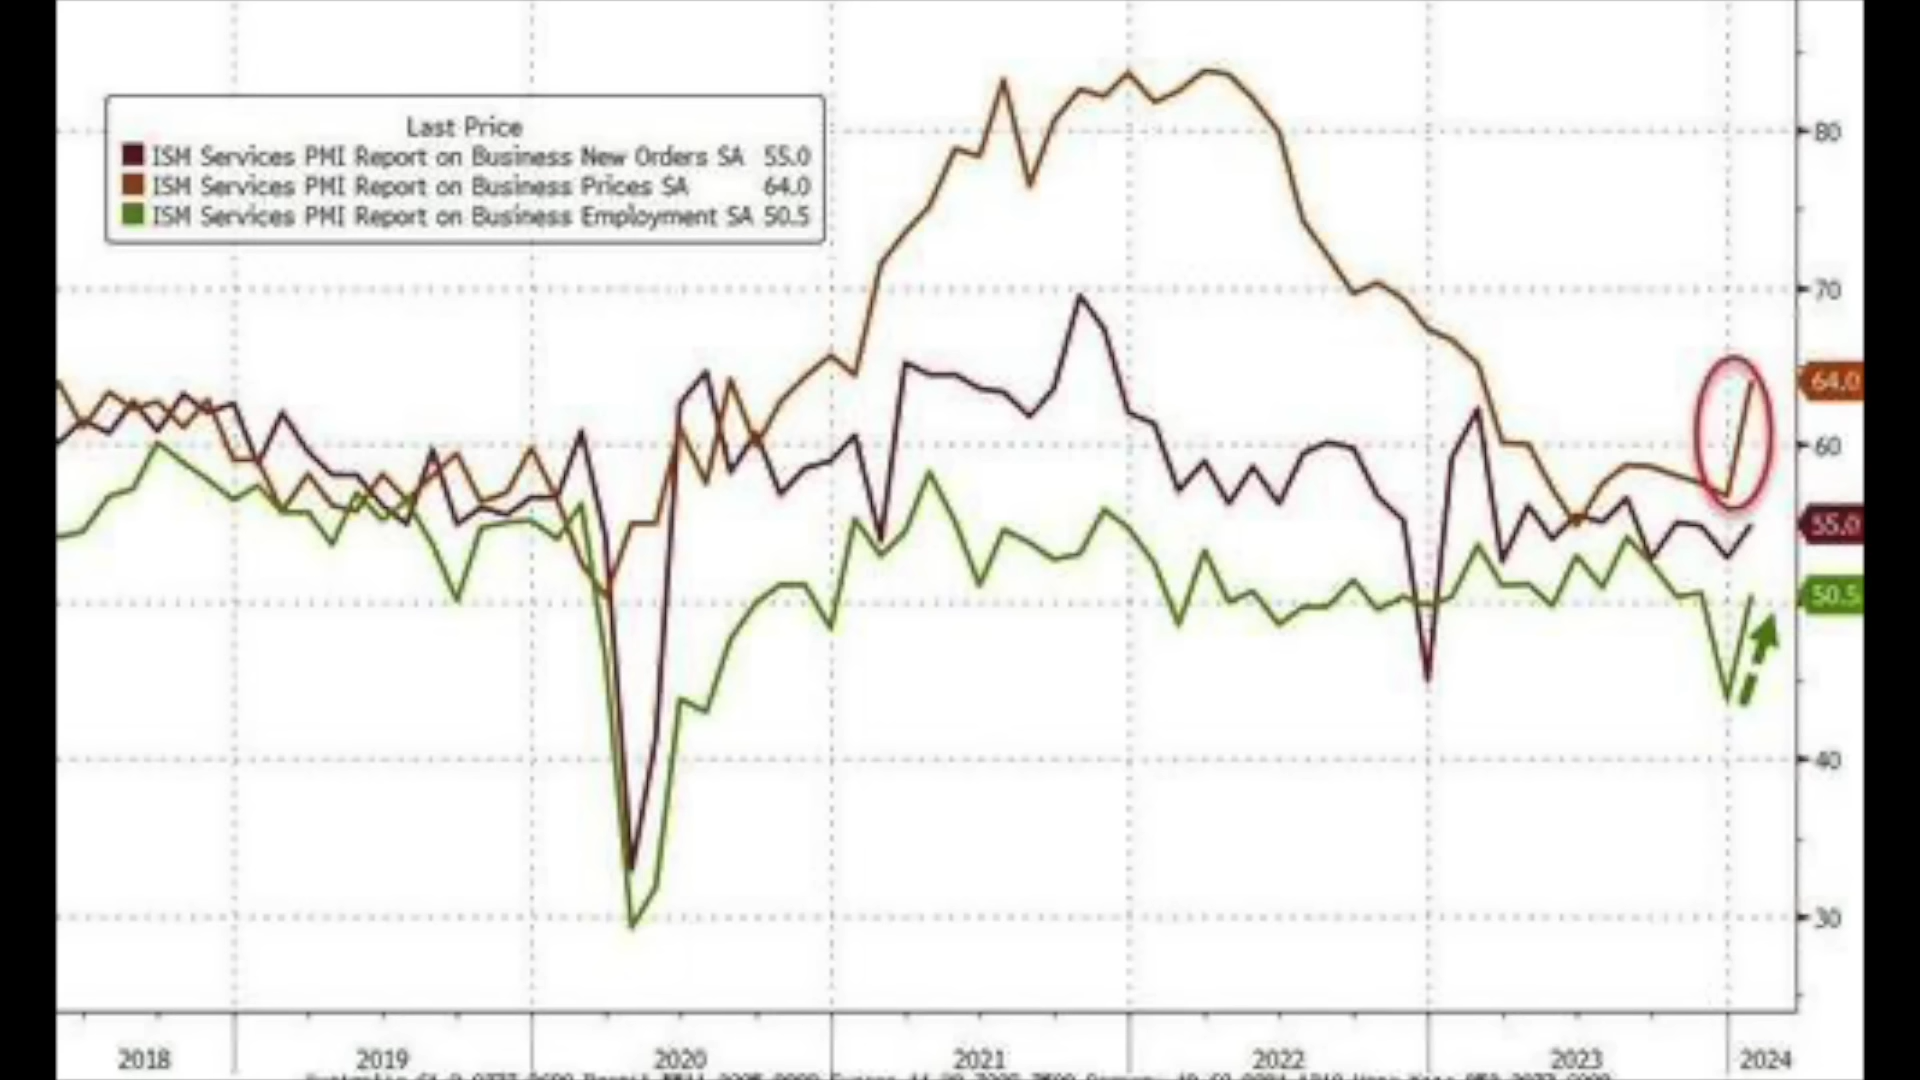 Last Price
ISM Services PMI Report on Business New Orders SA 55.0
ISM Services PMI Report on Business Prices SA 64.0
ISM Services PMI Report on Business Employment SA 50.5
80
70
64.0
60
55.0
50.5
40
30
2018 2019 2020 2021 2022 2023 2024